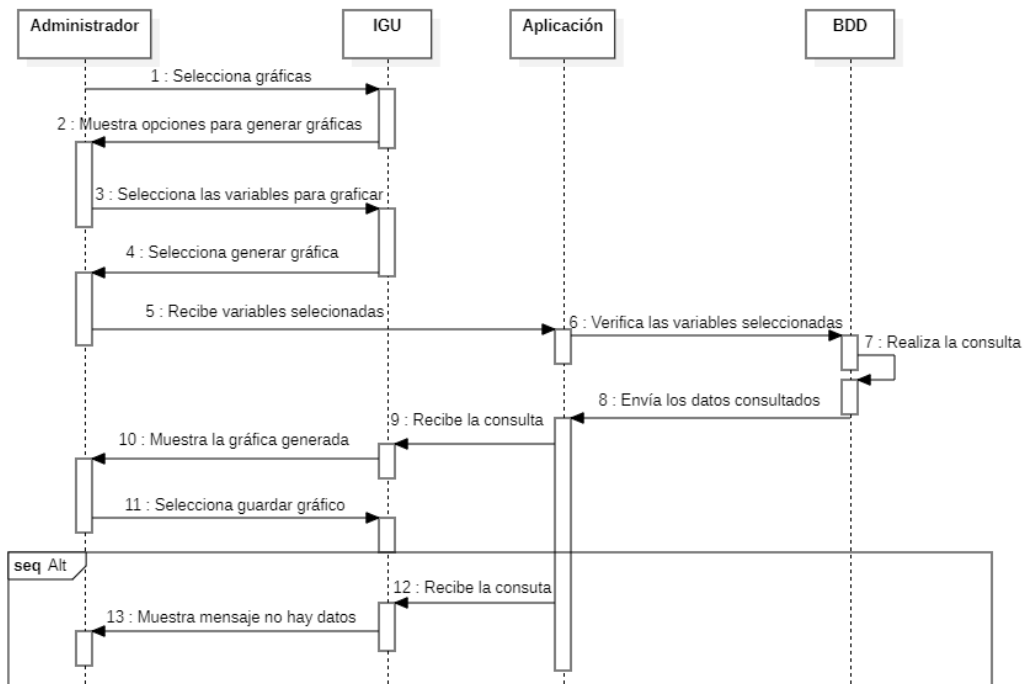 Administrador
IGU
Aplicación
BDD
1 : Selecciona gráficas
2 : Muestra opciones para generar gráficas
3 : Selecciona las variables para graficar
4 : Selecciona generar gráfica
5 : Recibe variables selecionadas
6 : Verifica las variables seleccionadas
7 : Realiza la consulta
8 : Envía los datos consultados
9 : Recibe la consulta
10 : Muestra la gráfica generada
11 : Selecciona guardar gráfico
seq Alt
12 : Recibe la consuta
13 : Muestra mensaje no hay datos